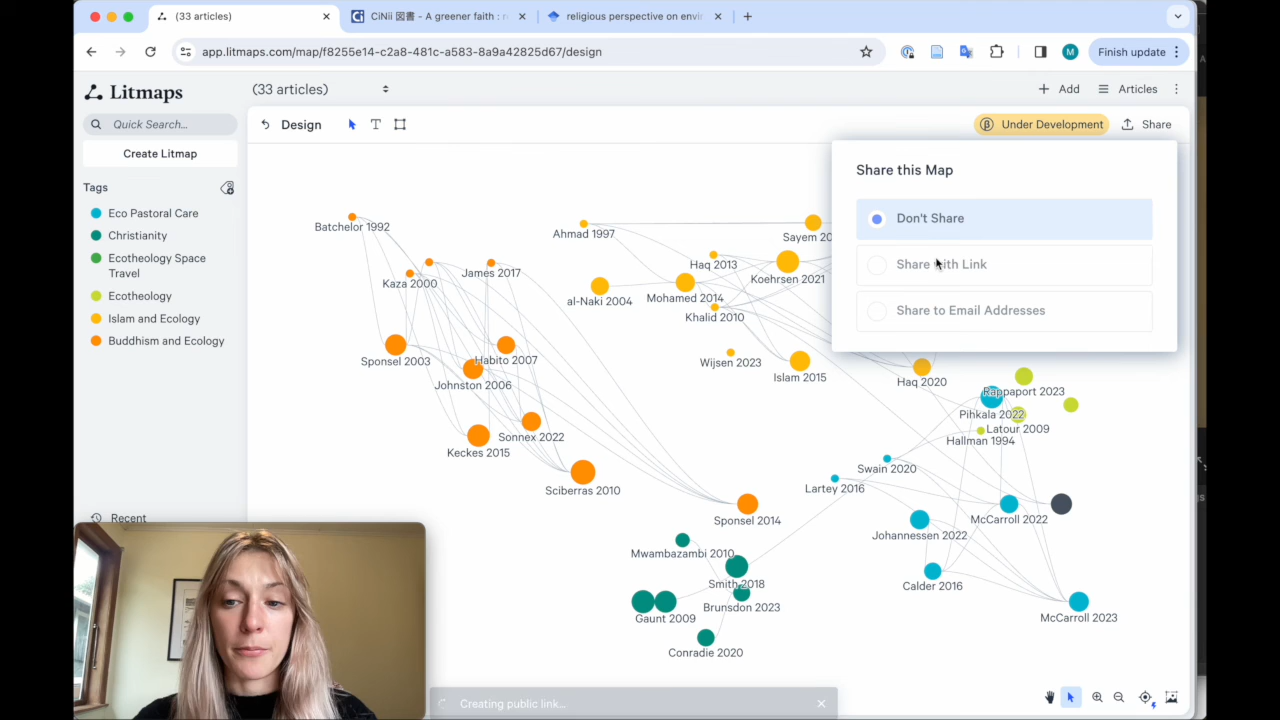 (33 articles)
CiNii 図書 - A greener faith : r
religious perspective on envi
app.litmaps.com/map/f8255e14-c2a8-481c-a583-8a9a42825d67/design
M
Finish update
Litmaps
(33 articles)
Add
Articles
Quick Search...
Design
T
β Under Development
Share
Create Litmap
Share this Map
Tags
Eco Pastoral Care
Don't Share
Christianity
Share with Link
Ecotheology Space
Travel
Ecotheology
Share to Email Addresses
Islam and Ecology
Buddhism and Ecology
Batchelor 1992
Ahmad 1997
Sayem 20
Haq 2013
James 2017
Kaza 2000
Koehrsen 2021
al-Naki 2004
Mohamed 2014
Khalid 2010
Sponsel 2003
Habito 2007
Wijsen 2023
Johnston 2006
Islam 2015
Haq 2020
Rappaport 2023
Pihkala 2022
Latour 2009
Hallman 1994
Sonnex 2022
Keckes 2015
Swain 2020
Lartey 2016
Sciberras 2010
Sponsel 2014
McCarroll 2022
Johannessen 2022
Recent
Mwambazambi 2010
Smith 2018
Calder 2016
Brunsdon 2023
Gaunt 2009
McCarroll 2023
Conradie 2020
Creating public link...